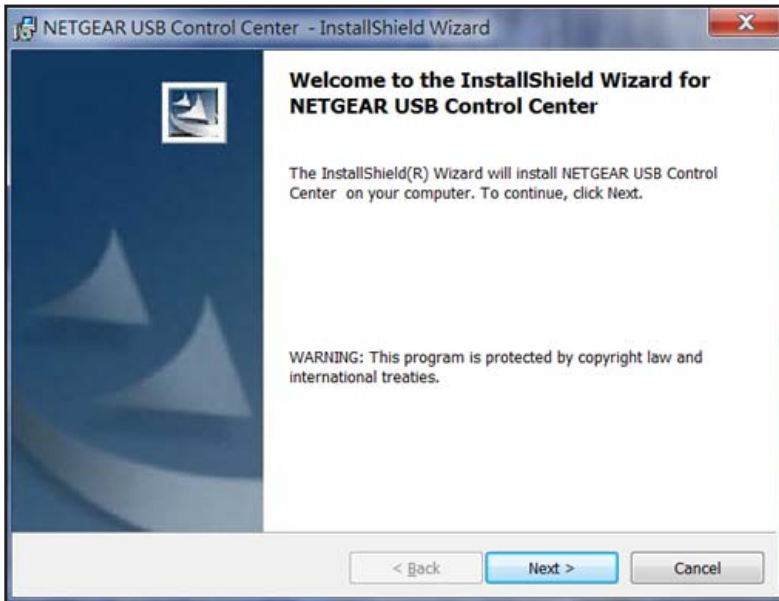 NETGEAR USB Control Center - InstallShield Wizard
Welcome to the InstallShield Wizard for
NETGEAR USB Control Center
The InstallShield(R) Wizard will install NETGEAR USB Control
Center on your computer. To continue, click Next.
WARNING: This program is protected by copyright law and
international treaties.
< Back
Next >
Cancel